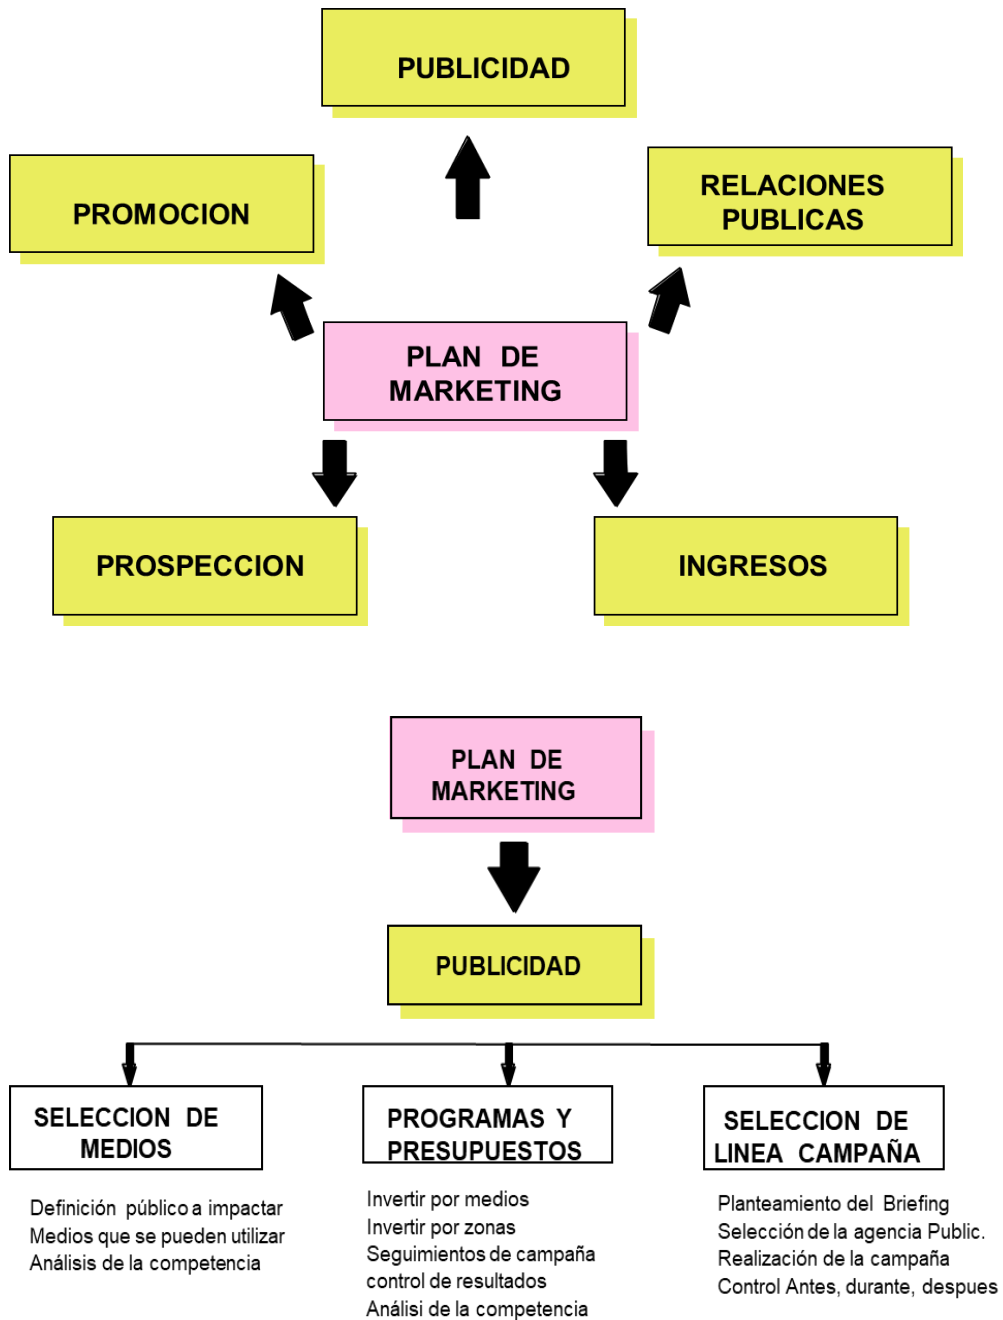 PUBLICIDAD
PROMOCION
RELACIONES
PUBLICAS
PLAN DE
MARKETING
PROSPECCION
INGRESOS
PLAN DE
MARKETING
PUBLICIDAD
SELECCION DE
MEDIOS
Definición público a impactar
Medios que se pueden utilizar
Análisis de la competencia
PROGRAMAS Y
PRESUPUESTOS
Invertir por medios
Invertir por zonas
Seguimientos de campaña
control de resultados
Análisi de la competencia
SELECCION DE
LINEA CAMPAÑA
Planteamiento del Briefing
Selección de la agencia Public.
Realización de la campaña
Control Antes, durante, despues